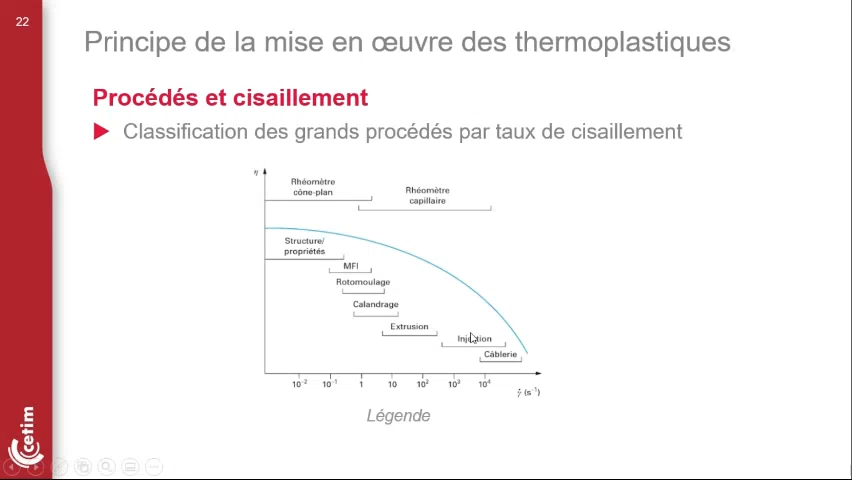 22
Principe de la mise en œuvre des thermoplastiques
Procédés et cisaillement
Classification des grands procédés par taux de cisaillement
η
Rhéomètre
cône-plan
Rhéomètre
capillaire
Structure/
propriétés
MFI
Rotomoulage
Calandrage
Extrusion
Injection
Câblerie
10⁻² 10⁻¹ 1 10 10² 10³ 10⁴
γ̇ (s⁻¹)
Légende
cetim